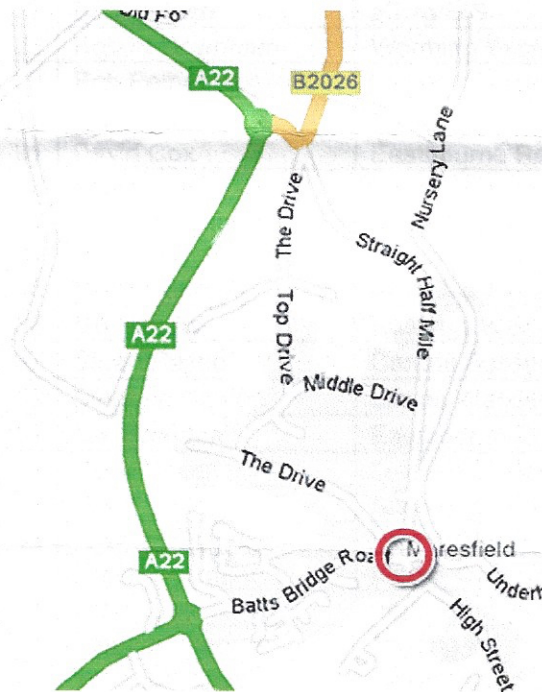 A22
B2026
Nursery Lane
The Drive
Straight Half Mile
Top Drive
A22
Middle Drive
The Drive
A22
Batts Bridge Road
Maresfield
High Street